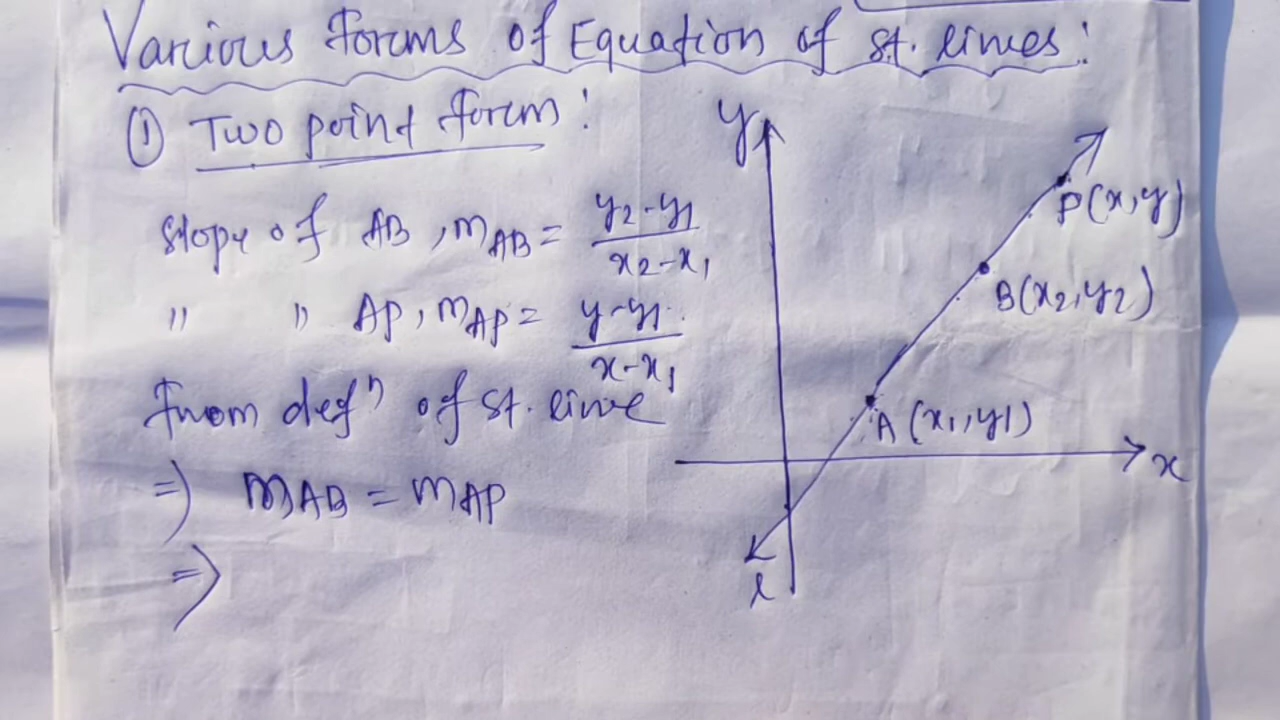 Various forms of Equation of st. lines:
① Two point form:
slope of AB, mAB = y2-y1 / x2-x1
" " AP, mAP = y-y1 / x-x1
From defn of st. line
=> mAB = mAP
=>
y
P(x,y)
B(x2,y2)
A(x1,y1)
x
l